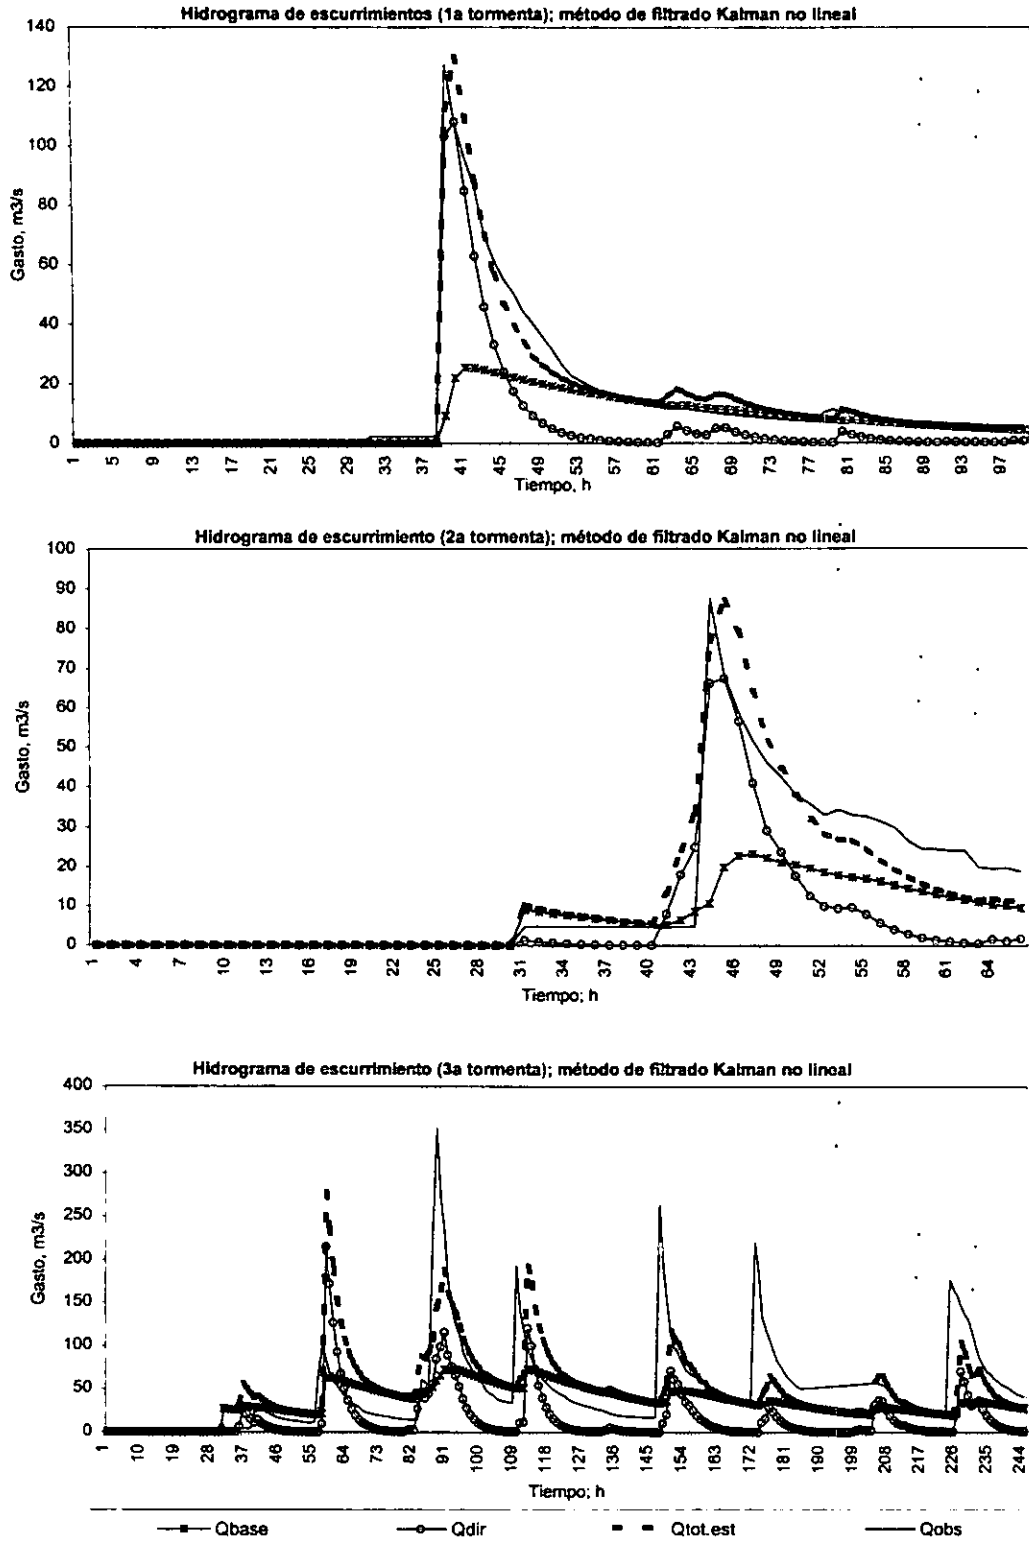 Hidrograma de escurrimientos (1a tormenta); método de filtrado Kalman no lineal
140
120
100
80
60
40
20
0
Gasto, m3/s
1 5 9 13 17 19 23 29 33 37 41 45 49 53 57 61 65 69 73 77 81 85 89 93 97
Tiempo, h
Hidrograma de escurrimiento (2a tormenta); método de filtrado Kalman no lineal
100
90
80
70
60
50
40
30
20
10
0
Gasto, m3/s
1 4 7 10 13 16 19 22 25 28 31 34 40 43 46 49 52 55 58 61 64
Tiempo; h
Hidrograma de escurrimiento (3a tormenta); método de filtrado Kalman no lineal
400
350
300
250
200
150
100
50
0
Gasto, m3/s
1 10 19 28 37 46 55 64 73 82 91 100 109 118 127 136 145 154 163 172 181 190 199 208 217 226 235 244
Tiempo; h
Qbase Qdir Qtot.est Qobs